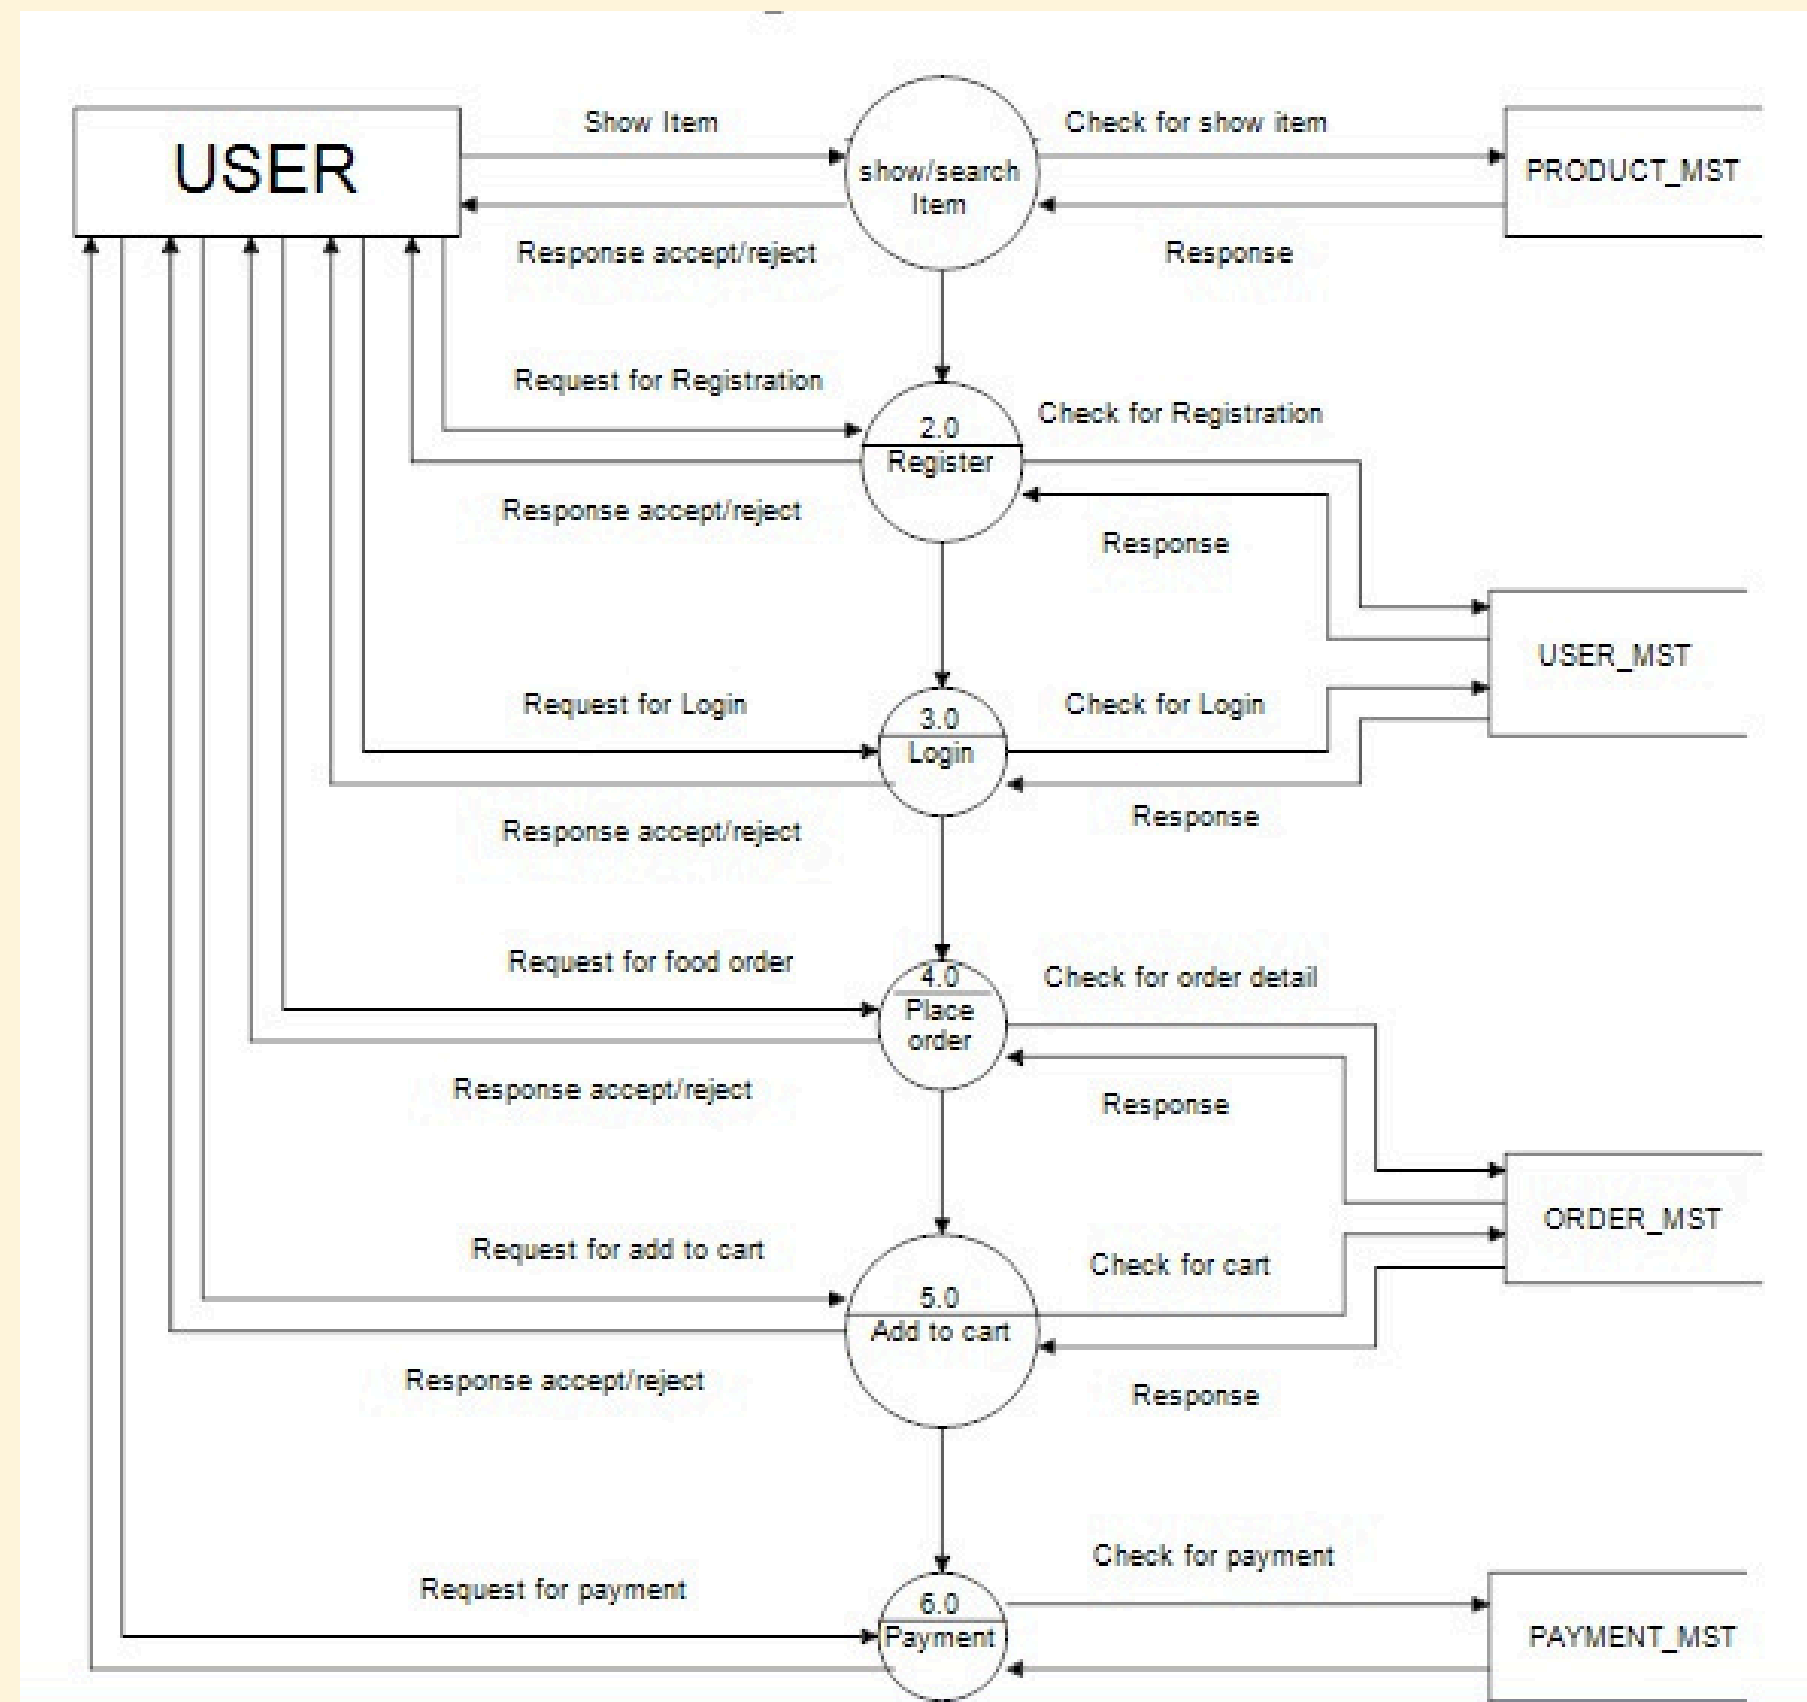 USER
Show Item
show/search
Item
Check for show item
PRODUCT_MST
Response accept/reject
Response
Request for Registration
2.0
Register
Check for Registration
Response accept/reject
Response
USER_MST
Request for Login
3.0
Login
Check for Login
Response accept/reject
Response
Request for food order
4.0
Place
order
Check for order detail
Response accept/reject
Response
ORDER_MST
Request for add to cart
5.0
Add to cart
Check for cart
Response accept/reject
Response
Request for payment
6.0
Payment
Check for payment
PAYMENT_MST